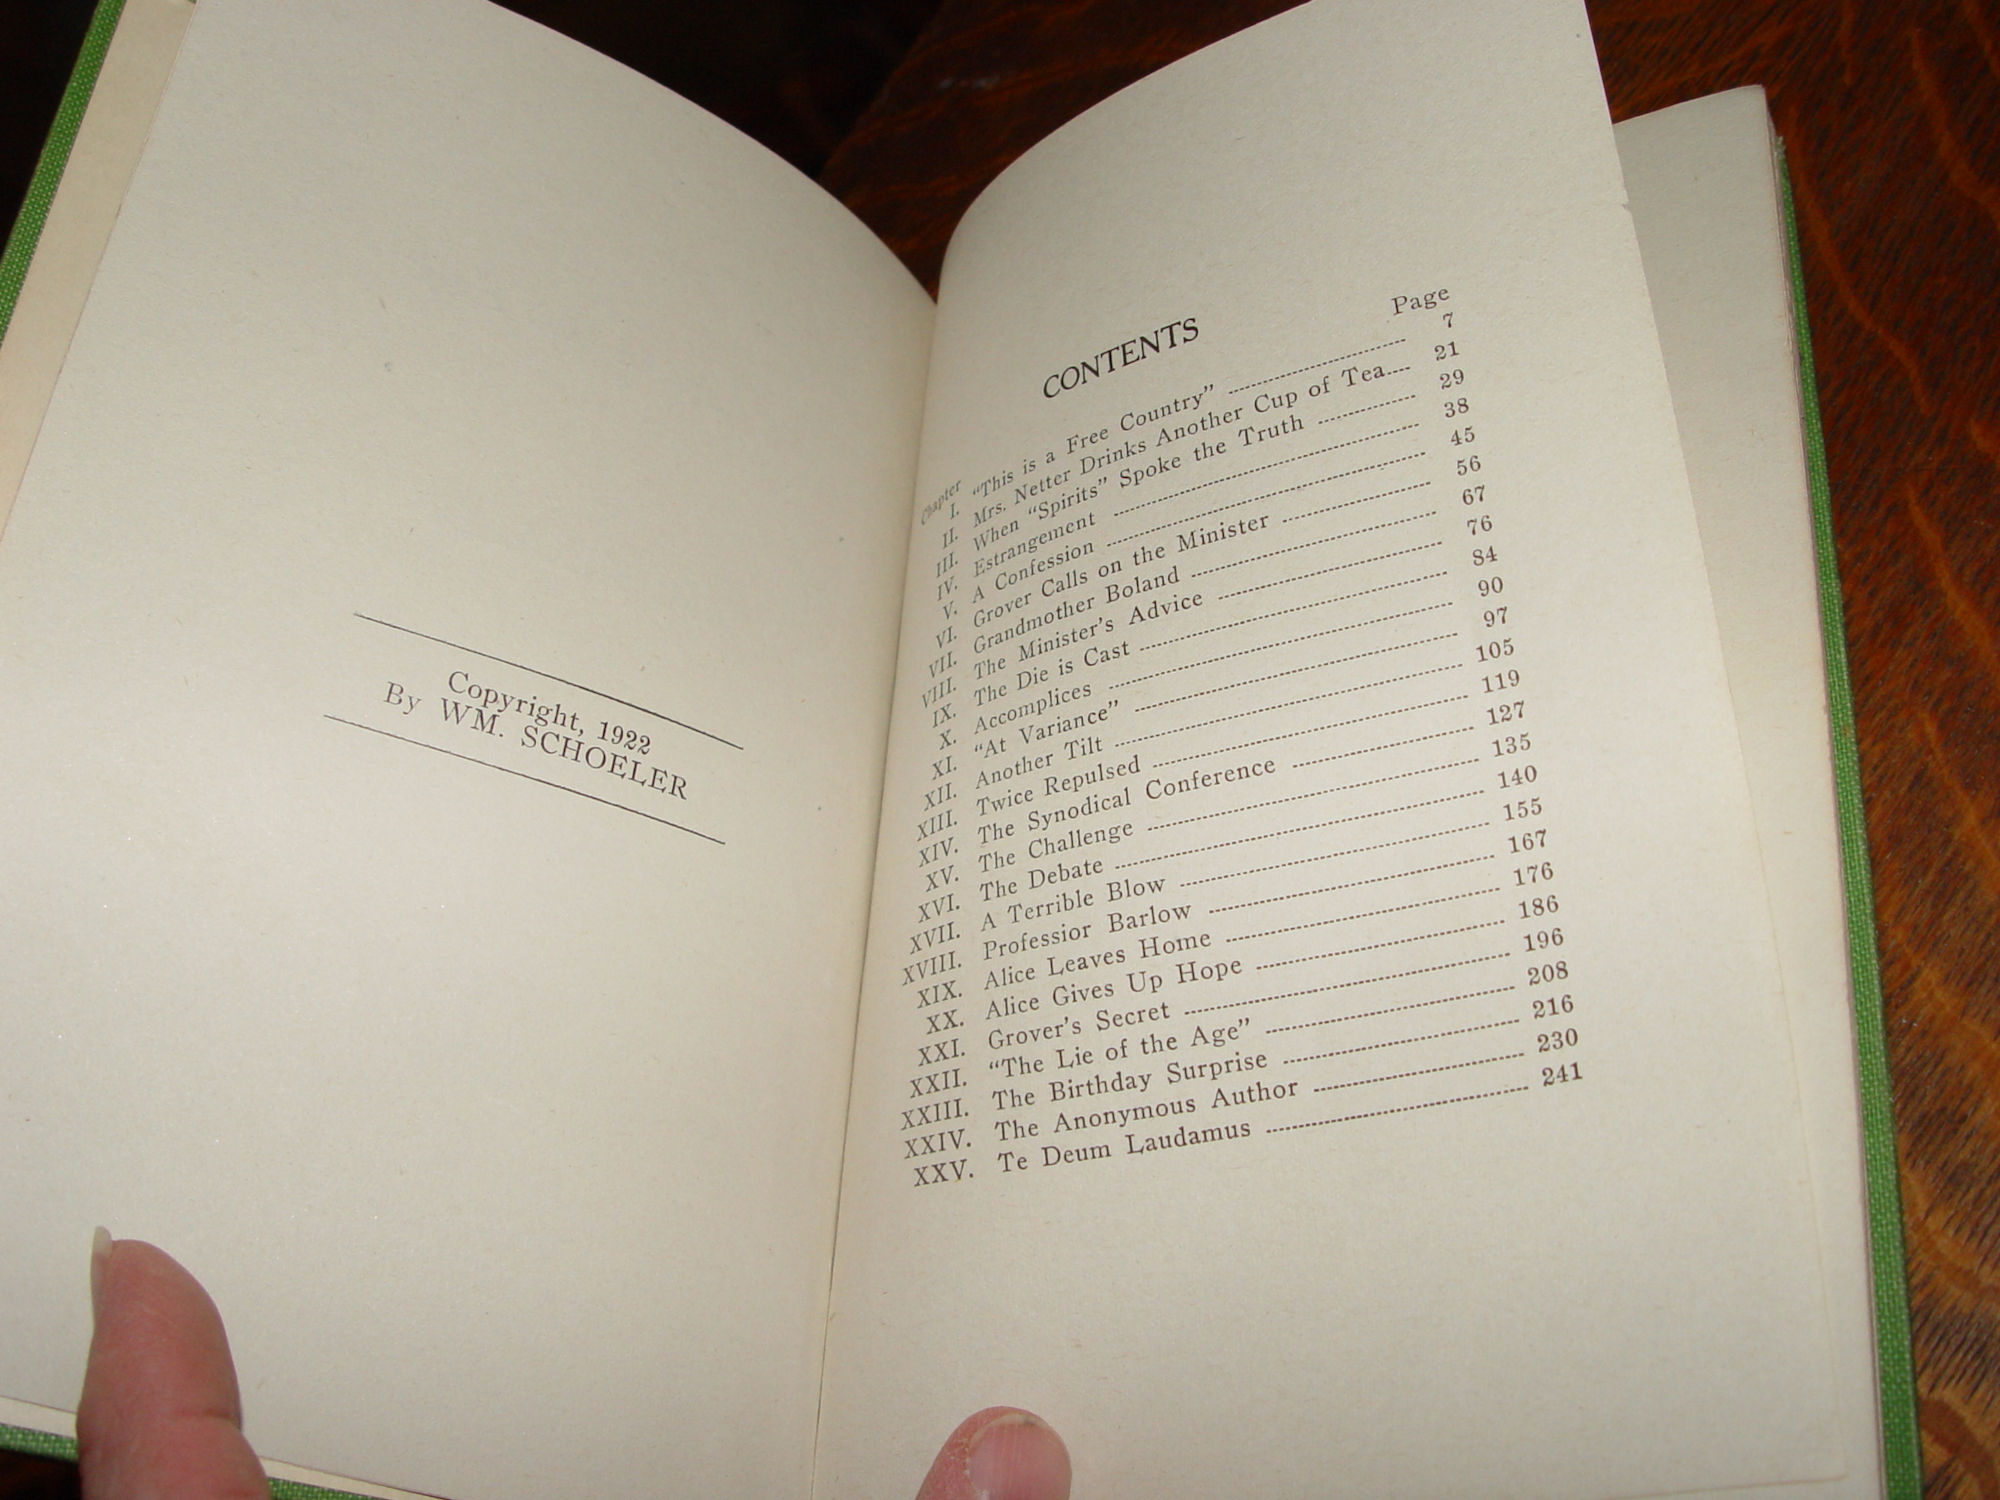 Copyright, 1922
By WM. SCHOELER
CONTENTS
Chapter Page
I. "This is a Free Country" 7
II. Mrs. Netter Drinks Another Cup of Tea 21
III. When "Spirits" Spoke the Truth 29
IV. Estrangement 38
V. A Confession 45
VI. Grover Calls on the Minister 56
VII. Grandmother Boland 67
VIII. The Minister's Advice 76
IX. The Die is Cast 84
X. Accomplices 90
XI. "At Variance" 97
XII. Another Tilt 105
XIII. Twice Repulsed 119
XIV. The Synodical Conference 127
XV. The Challenge 135
XVI. The Debate 140
XVII. A Terrible Blow 155
XVIII. Professior Barlow 167
XIX. Alice Leaves Home 176
XX. Alice Gives Up Hope 186
XXI. Grover's Secret 196
XXII. "The Lie of the Age" 208
XXIII. The Birthday Surprise 216
XXIV. The Anonymous Author 230
XXV. Te Deum Laudamus 241